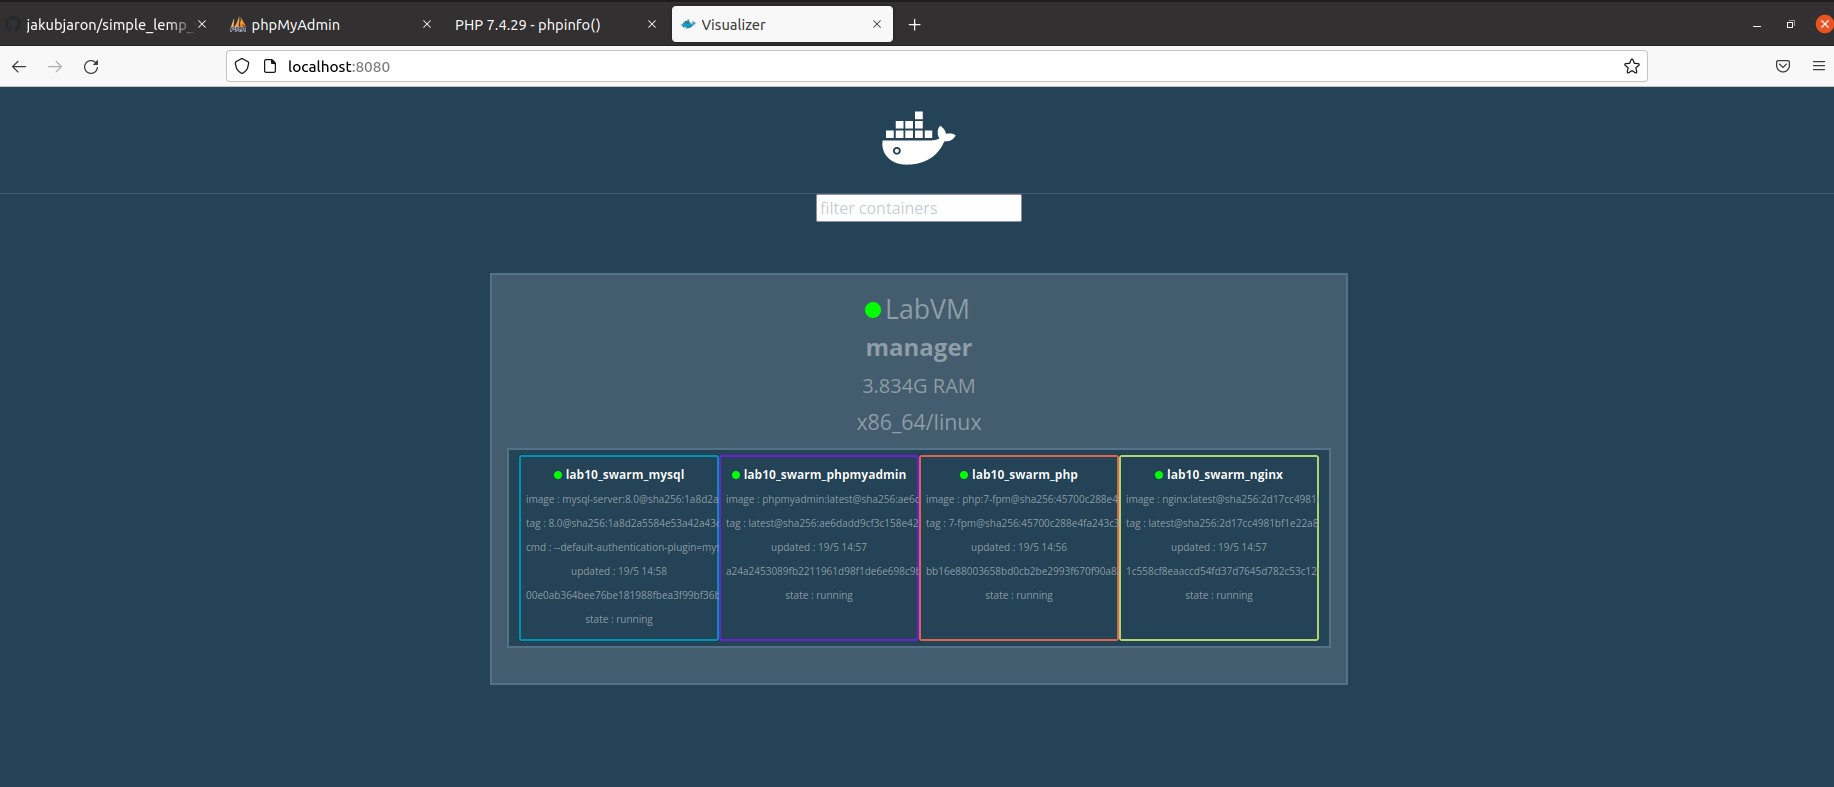 jakubjaron/simple_lemp_
phpMyAdmin
PHP 7.4.29 - phpinfo()
Visualizer
localhost:8080
filter containers
LabVM
manager
3.834G RAM
x86_64/linux
lab10_swarm_mysql
image : mysql-server:8.0@sha256:1a8d2a
tag : 8.0@sha256:1a8d2a5584e53a42a43c
cmd : --default-authentication-plugin=mys
updated : 19/5 14:58
00e0ab364bee76be181988fbea3f99bf36b
state : running
lab10_swarm_phpmyadmin
image : phpmyadmin:latest@sha256:ae6d
tag : latest@sha256:ae6dadd9cf3c158e42
updated : 19/5 14:57
a24a2453089fb2211961d98f1de6e698c9b
state : running
lab10_swarm_php
image : php:7-fpm@sha256:45700c288e4
tag : 7-fpm@sha256:45700c288e4fa243c3
updated : 19/5 14:56
bb16e88003658bd0cb2be2993f670f90a8
state : running
lab10_swarm_nginx
image : nginx:latest@sha256:2d17cc4981
tag : latest@sha256:2d17cc4981bf1e22a8
updated : 19/5 14:57
1c558cf8eaaccd54fd37d7645d782c53c12
state : running